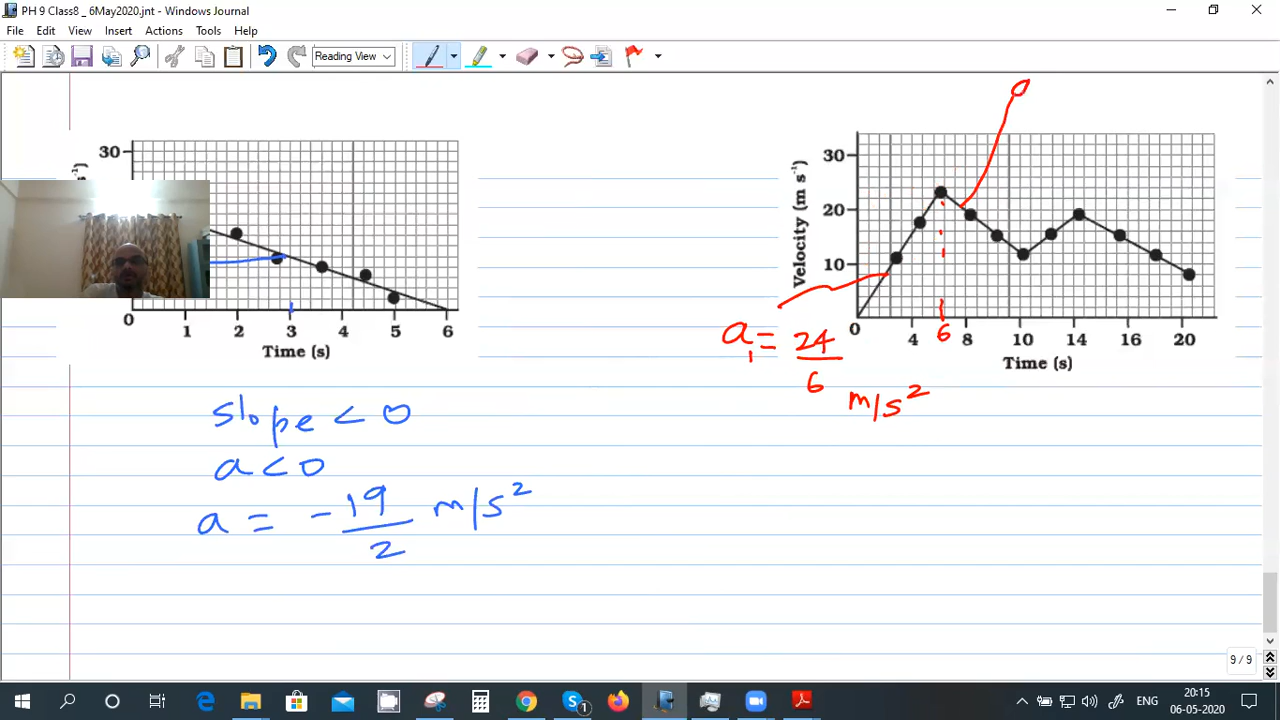 PH 9 Class8 _ 6May2020.jnt - Windows Journal
File Edit View Insert Actions Tools Help
Reading View
30
0 1 2 3 4 5 6
Time (s)
Velocity (m s⁻¹)
30
20
10
0 4 6 8 10 14 16 20
Time (s)
a₁ = 24/6 m/s²
slope < 0
a < 0
a = - 19/2 m/s²
9 / 9
ENG
20:15
06-05-2020